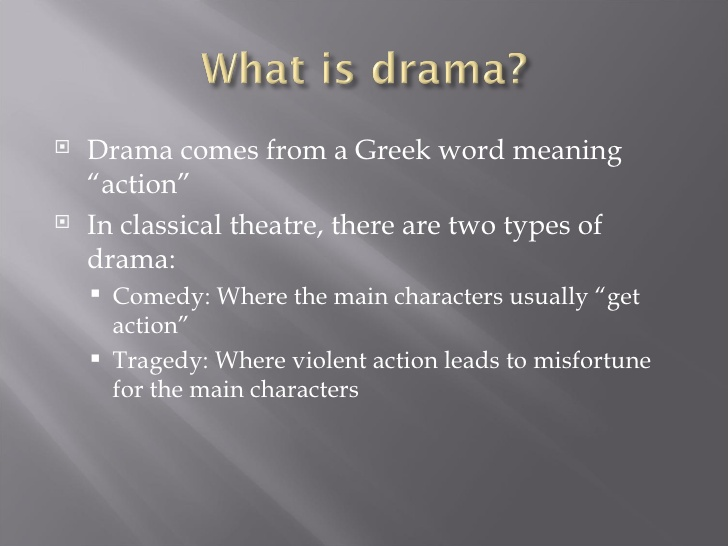 What is drama?
Drama comes from a Greek word meaning
“action”
In classical theatre, there are two types of
drama:
Comedy: Where the main characters usually “get
action”
Tragedy: Where violent action leads to misfortune
for the main characters